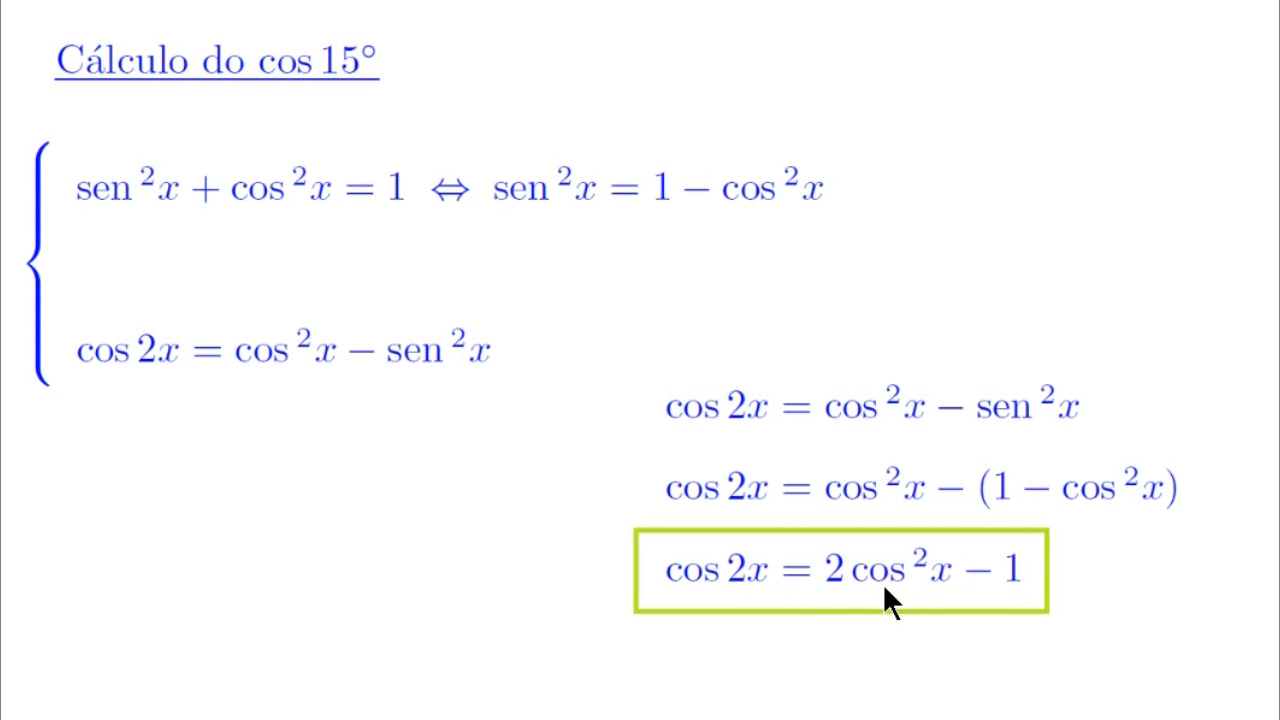 Cálculo do cos 15°
sen²x + cos²x = 1 ⇔ sen²x = 1 − cos²x
cos 2x = cos²x − sen²x
cos 2x = cos²x − sen²x
cos 2x = cos²x − (1 − cos²x)
cos 2x = 2 cos²x − 1